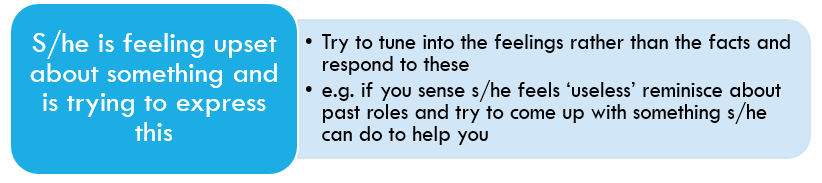 S/he is feeling upset
about something and
is trying to express
this
• Try to tune into the feelings rather than the facts and
respond to these
• e.g. if you sense s/he feels ‘useless’ reminisce about
past roles and try to come up with something s/he
can do to help you